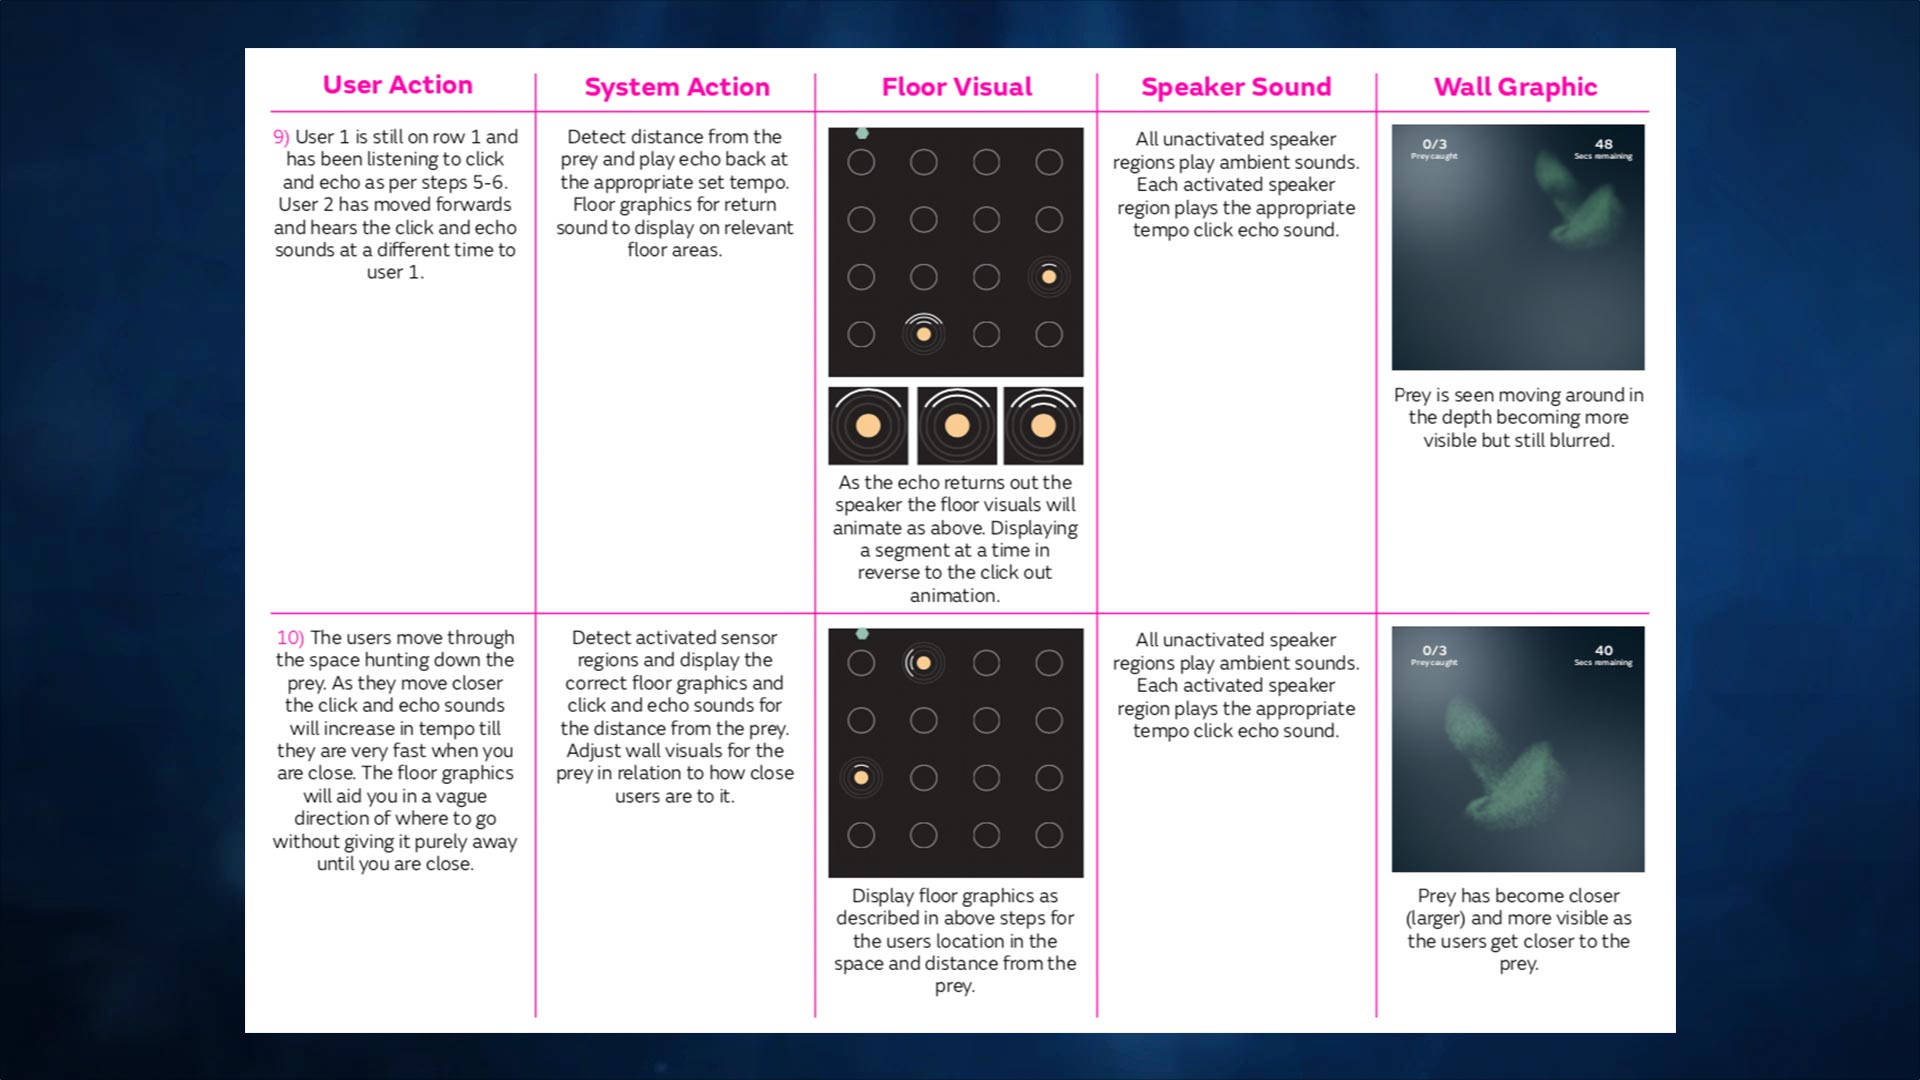 User Action
System Action
Floor Visual
Speaker Sound
Wall Graphic
9) User 1 is still on row 1 and
has been listening to click
and echo as per steps 5-6.
User 2 has moved forwards
and hears the click and echo
sounds at a different time to
user 1.
Detect distance from the
prey and play echo back at
the appropriate set tempo.
Floor graphics for return
sound to display on relevant
floor areas.
As the echo returns out the
speaker the floor visuals will
animate as above. Displaying
a segment at a time in
reverse to the click out
animation.
All unactivated speaker
regions play ambient sounds.
Each activated speaker
region plays the appropriate
tempo click echo sound.
0/3
Prey caught
48
Secs remaining
Prey is seen moving around in
the depth becoming more
visible but still blurred.
10) The users move through
the space hunting down the
prey. As they move closer
the click and echo sounds
will increase in tempo till
they are very fast when you
are close. The floor graphics
will aid you in a vague
direction of where to go
without giving it purely away
until you are close.
Detect activated sensor
regions and display the
correct floor graphics and
click and echo sounds for
the distance from the prey.
Adjust wall visuals for the
prey in relation to how close
users are to it.
Display floor graphics as
described in above steps for
the users location in the
space and distance from the
prey.
All unactivated speaker
regions play ambient sounds.
Each activated speaker
region plays the appropriate
tempo click echo sound.
0/3
Prey caught
40
Secs remaining
Prey has become closer
(larger) and more visible as
the users get closer to the
prey.